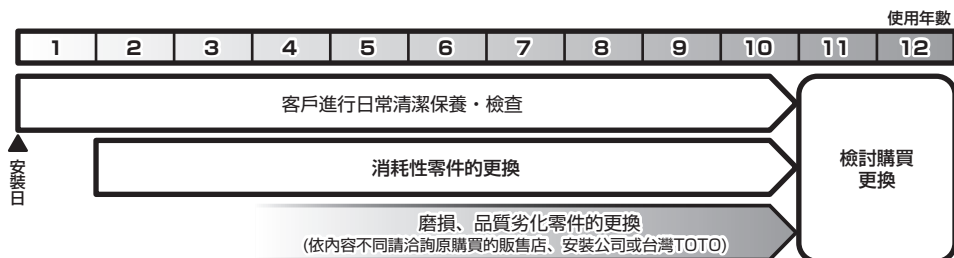 使用年數
1 2 3 4 5 6 7 8 9 10 11 12
客戶進行日常清潔保養・檢查
安裝日
消耗性零件的更換
檢討購買
更換
磨損、品質劣化零件的更換
(依內容不同請洽詢原購買的販售店、安裝公司或台灣TOTO)